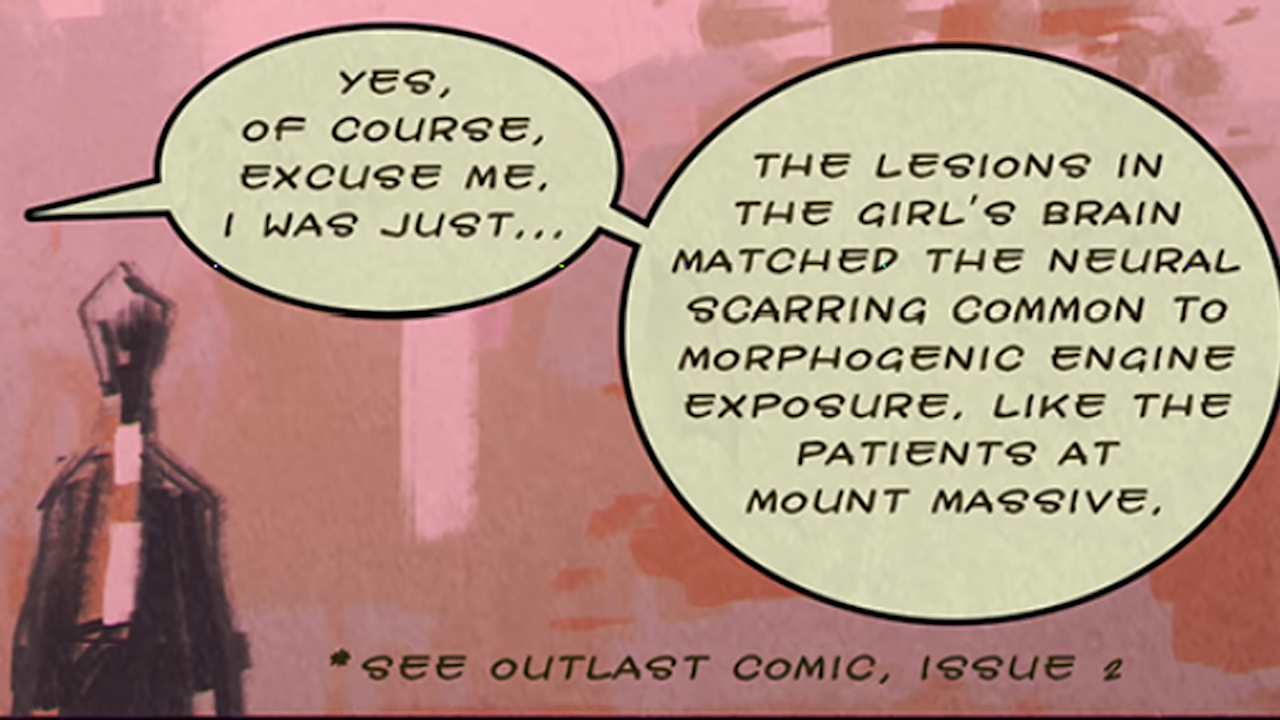 YES,
OF COURSE,
EXCUSE ME.
I WAS JUST...
THE LESIONS IN
THE GIRL'S BRAIN
MATCHED THE NEURAL
SCARRING COMMON TO
MORPHOGENIC ENGINE
EXPOSURE. LIKE THE
PATIENTS AT
MOUNT MASSIVE.
*SEE OUTLAST COMIC, ISSUE 2